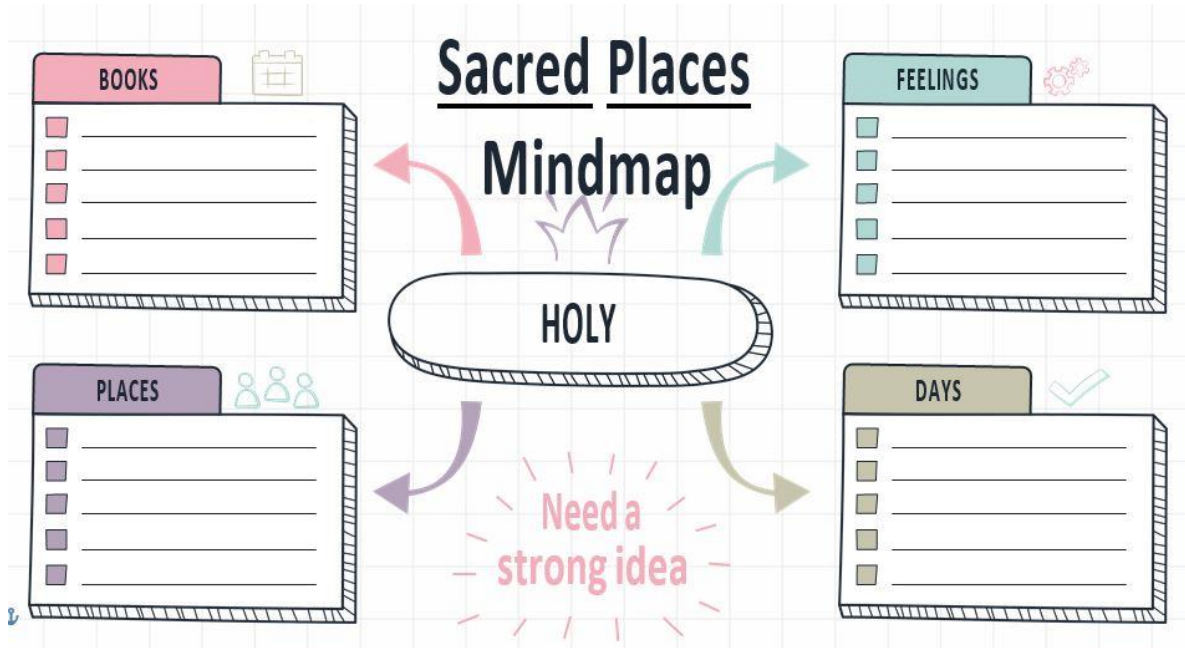 Sacred Places
Mindmap
BOOKS
FEELINGS
HOLY
PLACES
DAYS
Need a
strong idea